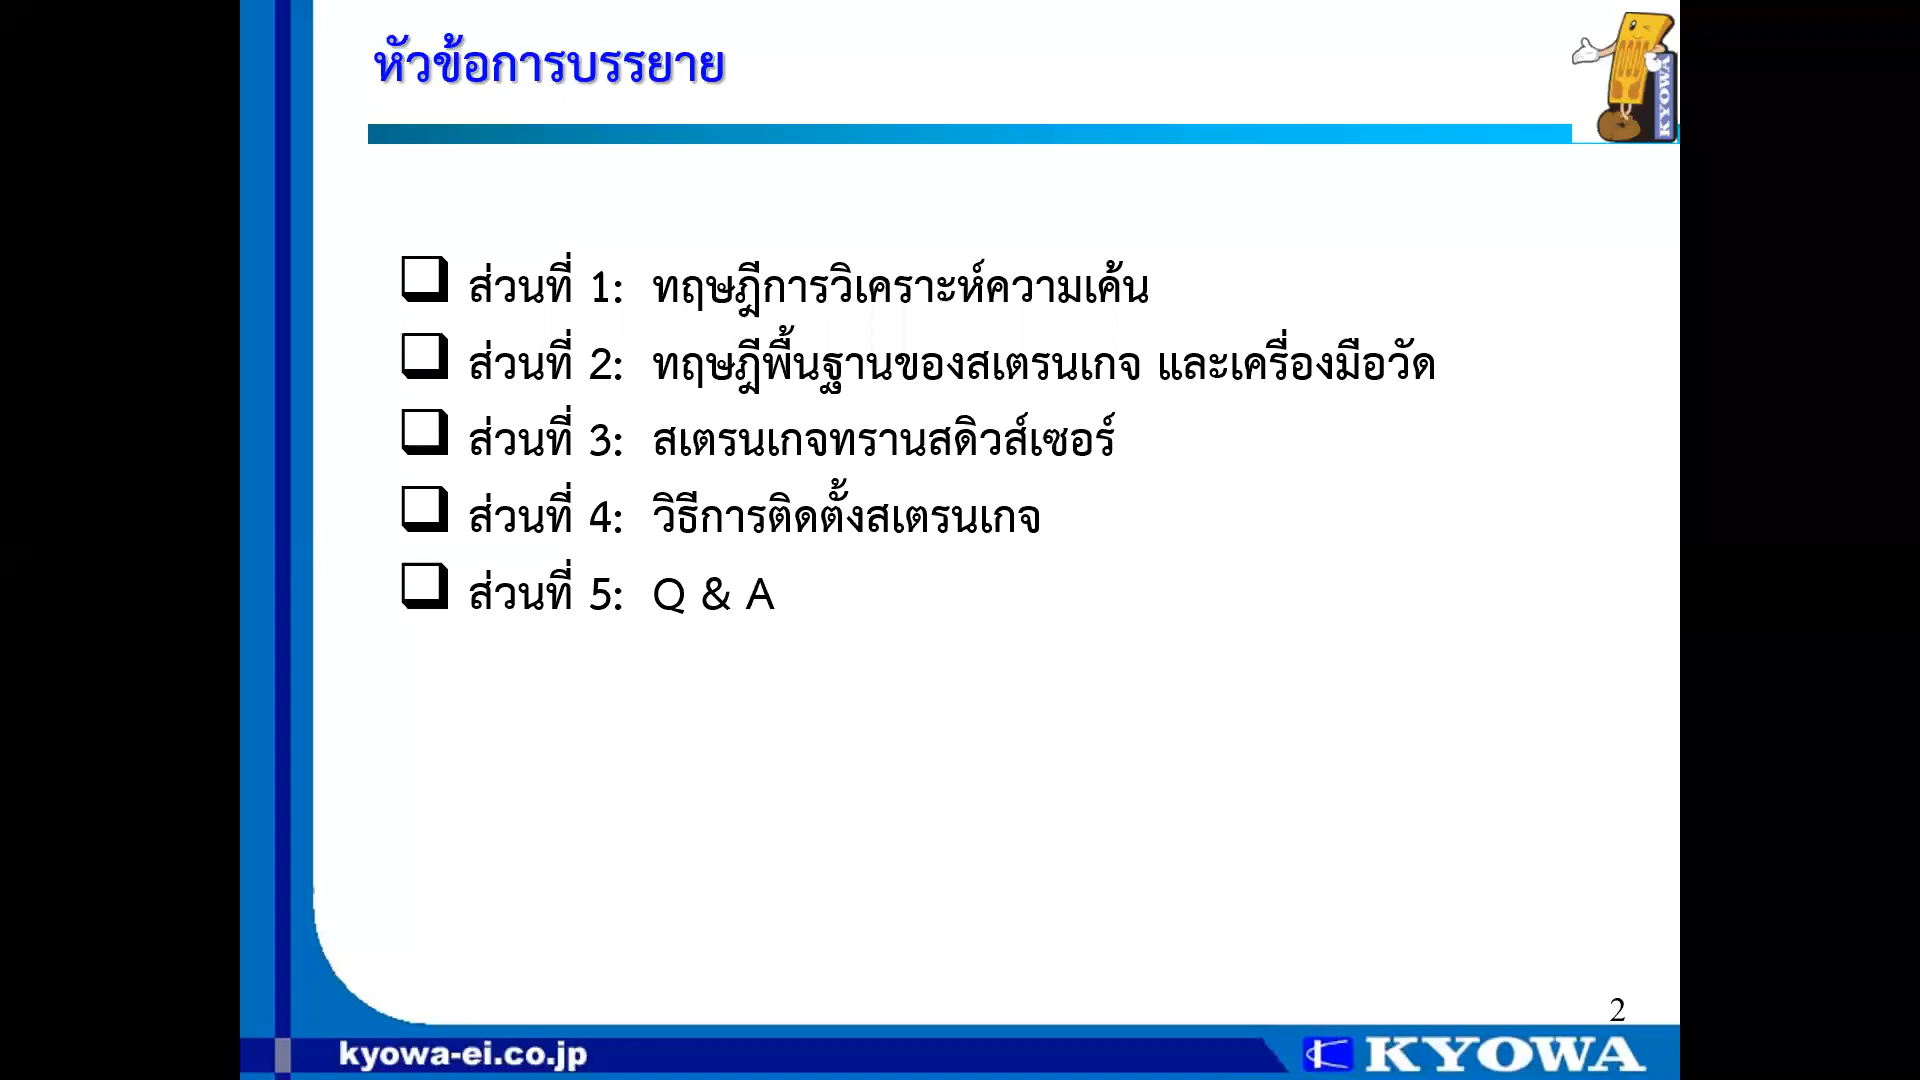 หัวข้อการบรรยาย
KYOWA
ส่วนที่ 1: ทฤษฎีการวิเคราะห์ความเค้น
ส่วนที่ 2: ทฤษฎีพื้นฐานของสเตรนเกจ และเครื่องมือวัด
ส่วนที่ 3: สเตรนเกจทรานสดิวส์เซอร์
ส่วนที่ 4: วิธีการติดตั้งสเตรนเกจ
ส่วนที่ 5: Q & A
2
kyowa-ei.co.jp
KYOWA